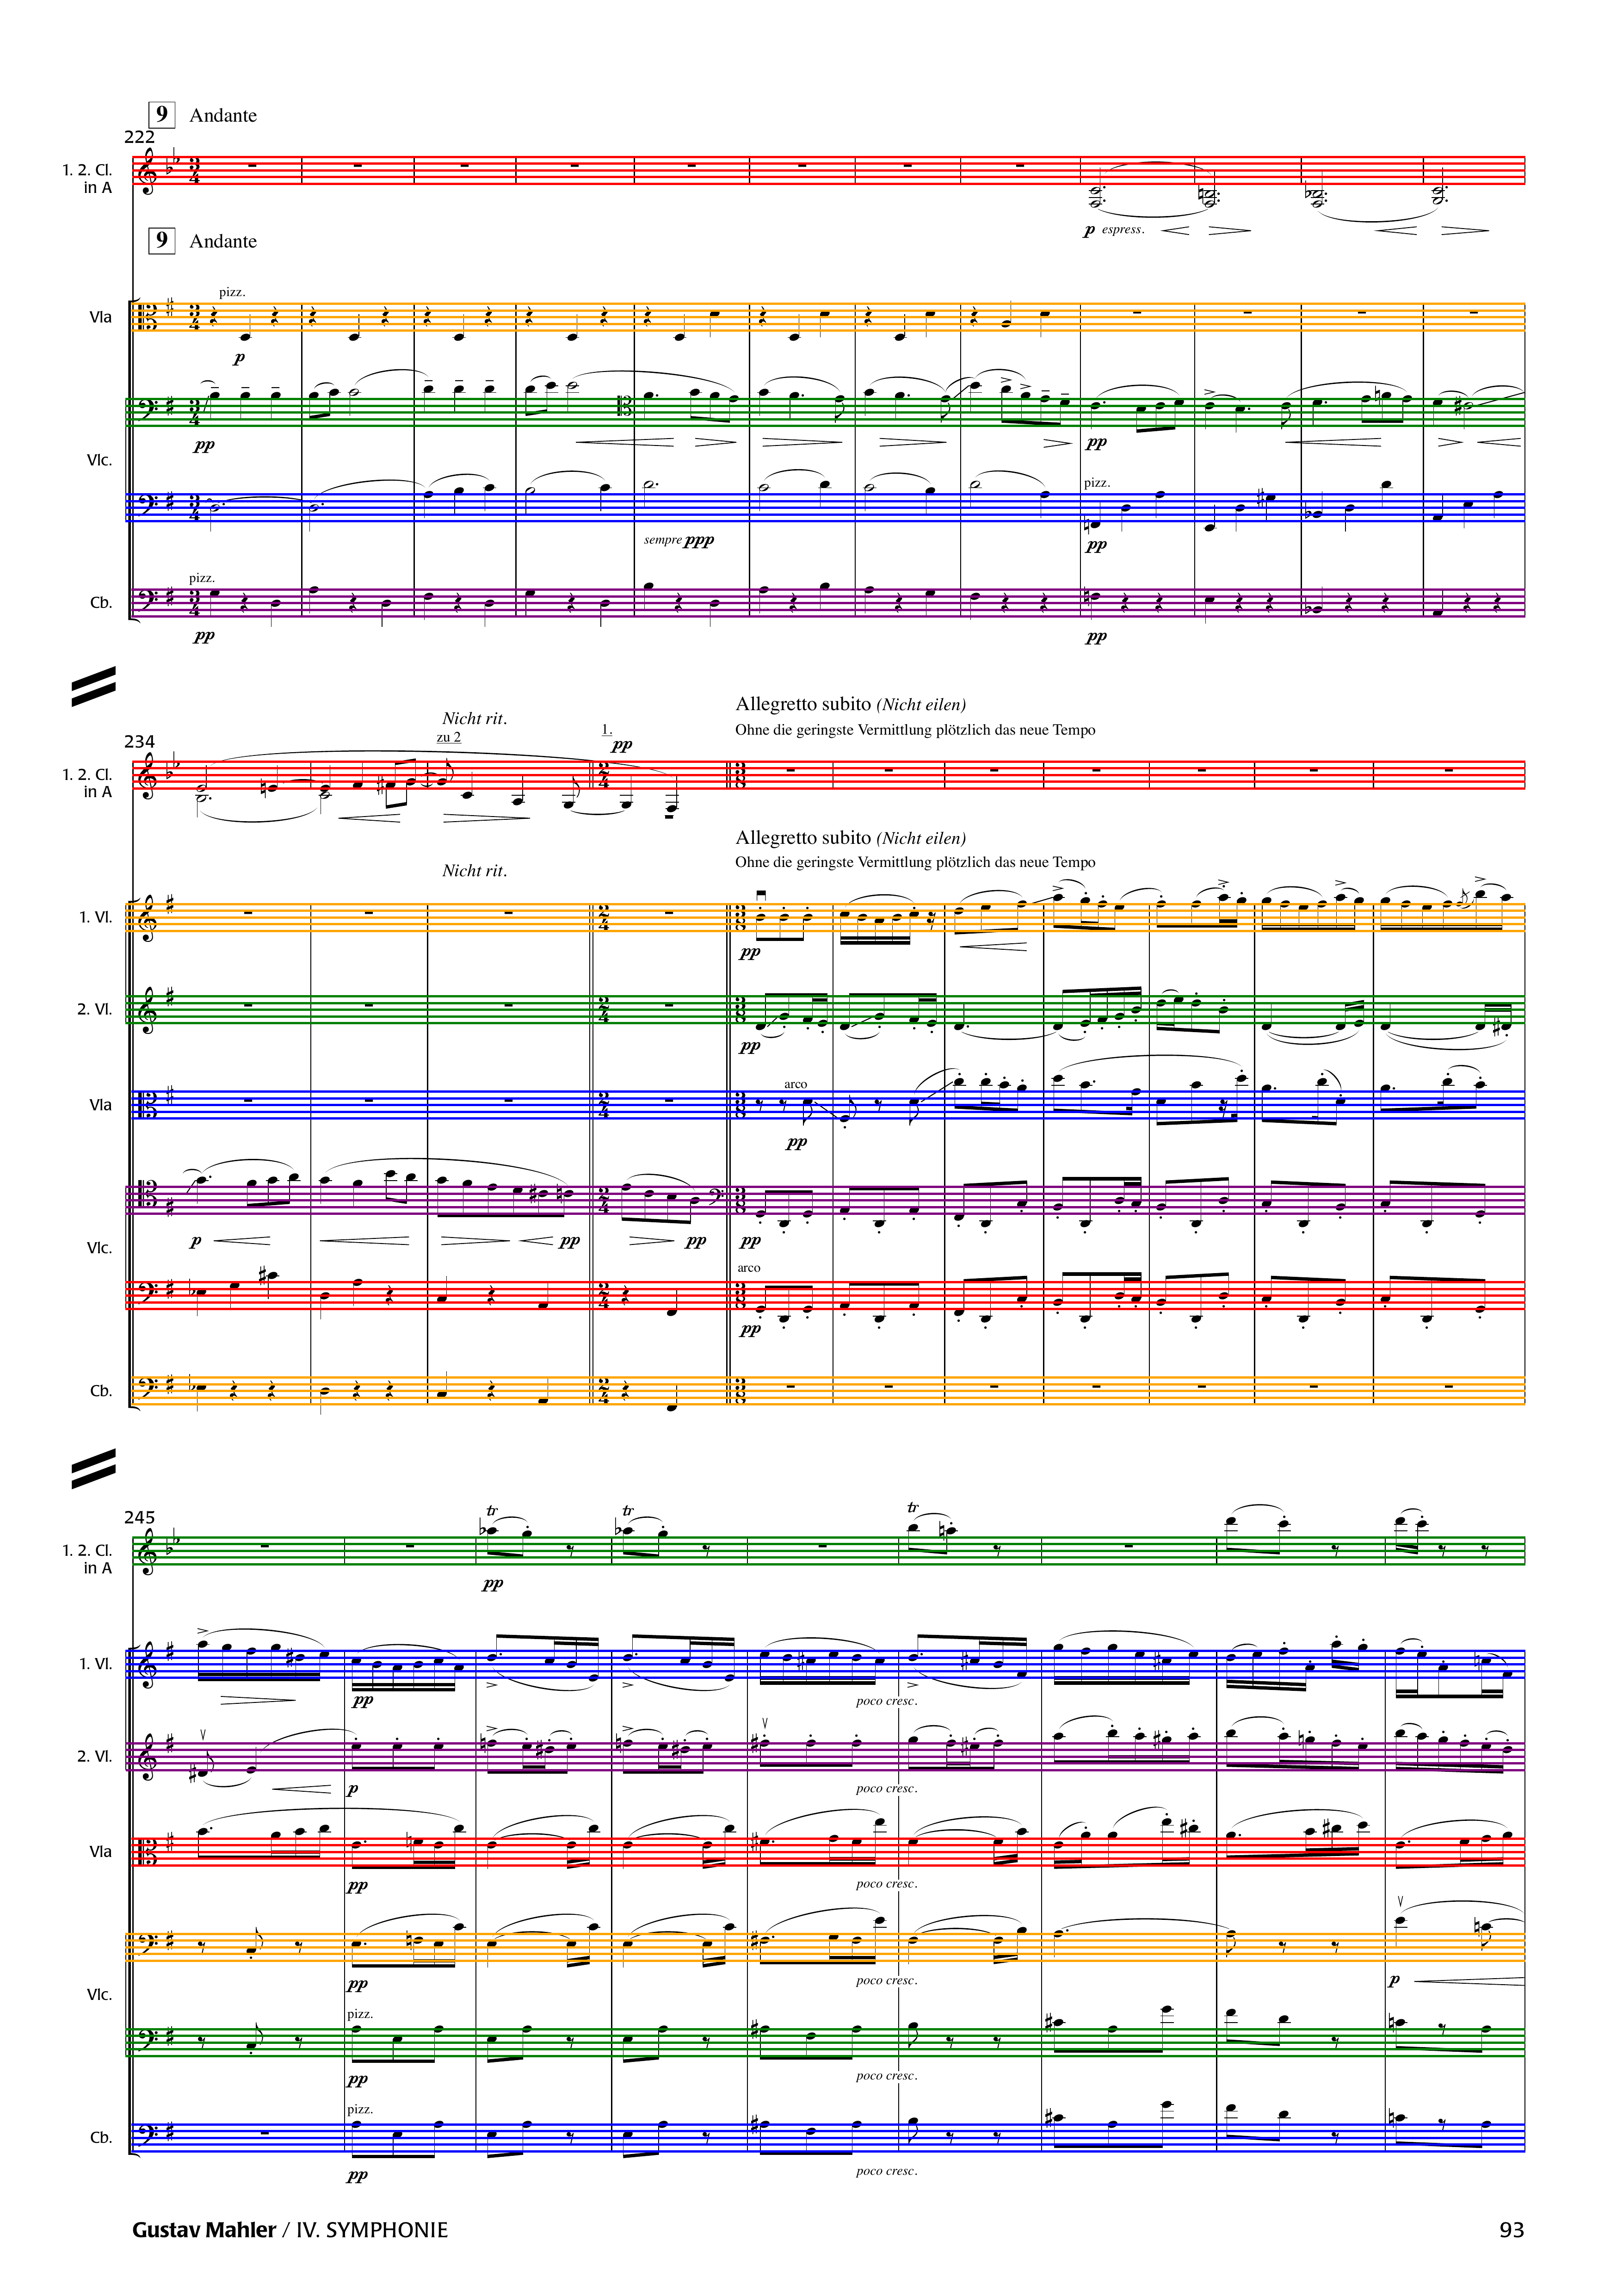 9 Andante
222
1. 2. Cl.
in A
p espress.
9 Andante
pizz.
Vla
p
pp
pp
Vlc.
pizz.
sempre ppp
pp
pizz.
Cb.
pp
pp
Allegretto subito (Nicht eilen)
Nicht rit.
Ohne die geringste Vermittlung plötzlich das neue Tempo
234
zu 2
1.
pp
1. 2. Cl.
in A
Allegretto subito (Nicht eilen)
Ohne die geringste Vermittlung plötzlich das neue Tempo
Nicht rit.
1. Vl.
pp
2. Vl.
pp
arco
Vla
pp
p
pp
pp
pp
Vlc.
arco
pp
Cb.
245
tr tr tr
1. 2. Cl.
in A
pp
1. Vl.
pp
poco cresc.
2. Vl.
p
poco cresc.
Vla
pp
poco cresc.
pp
poco cresc.
p
Vlc.
pizz.
pp
poco cresc.
pizz.
Cb.
pp
poco cresc.
Gustav Mahler / IV. SYMPHONIE
93